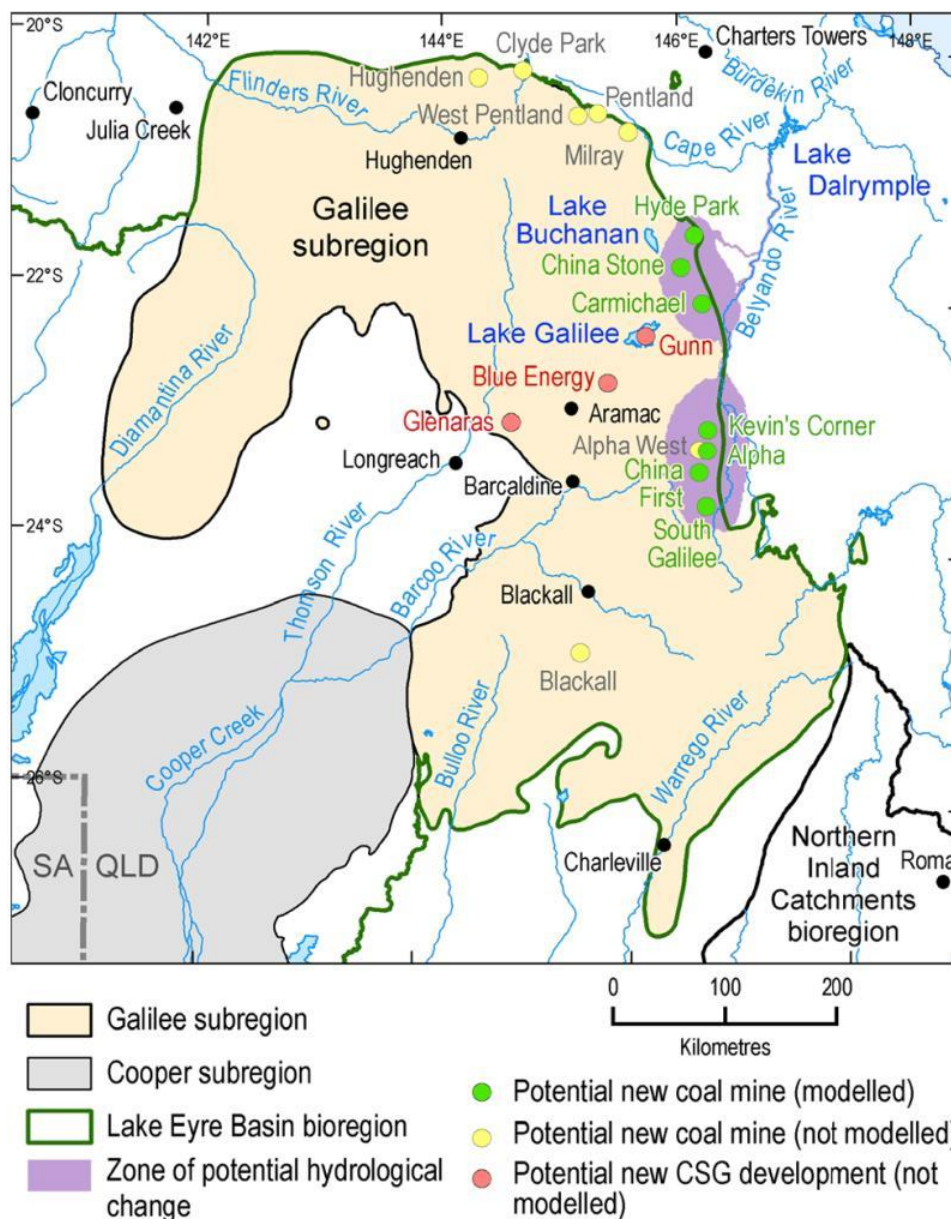 20°S
142°E
144°E
146°E
148°E
Clyde Park
Charters Towers
Burdekin River
Cloncurry
Julia Creek
Flinders River
Hughenden
West Pentland
Pentland
Cape River
Hughenden
Milray
Lake
Dalrymple
Galilee
subregion
Lake
Buchanan
Hyde Park
Belyando River
22°S
China Stone
Carmichael
Diamantina River
Lake Galilee
Gunn
Blue Energy
Aramac
Glenaras
Kevin's Corner
Alpha West
Alpha
Longreach
Barcaldine
China
First
24°S
South
Galilee
Thomson River
Barcoo River
Blackall
Blackall
Cooper Creek
Bulloo River
Warrego River
26°S
SA
QLD
Charleville
Northern
Inland
Catchments
bioregion
Roma
0
100
200
Kilometres
Galilee subregion
Cooper subregion
Lake Eyre Basin bioregion
Zone of potential hydrological
change
Potential new coal mine (modelled)
Potential new coal mine (not modelled)
Potential new CSG development (not
modelled)